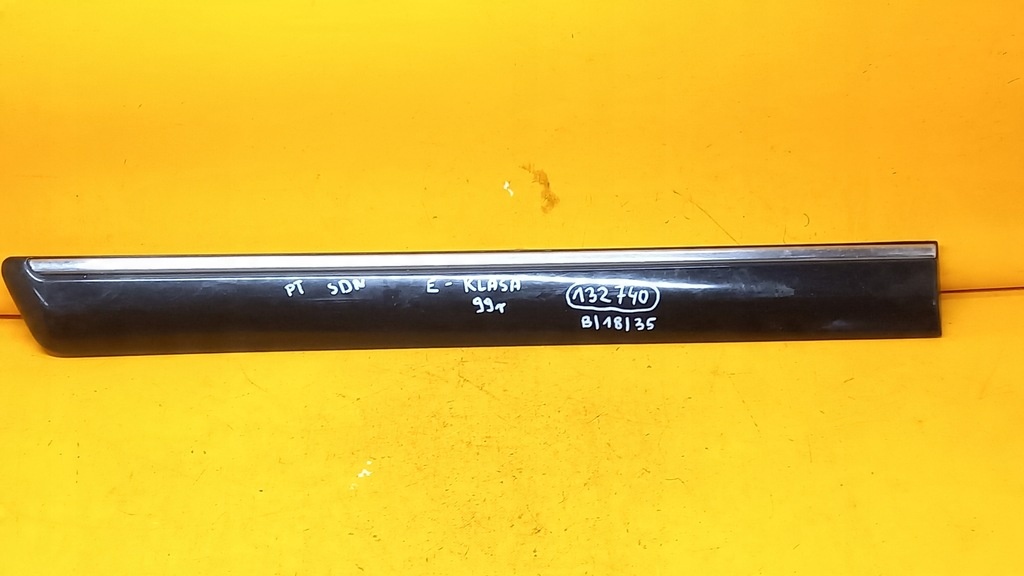 PT SDN E - KLASA 132740
99r B/18/35